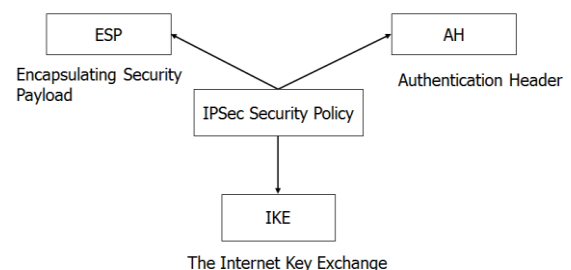 ESP
AH
Encapsulating Security
Payload
Authentication Header
IPSec Security Policy
IKE
The Internet Key Exchange